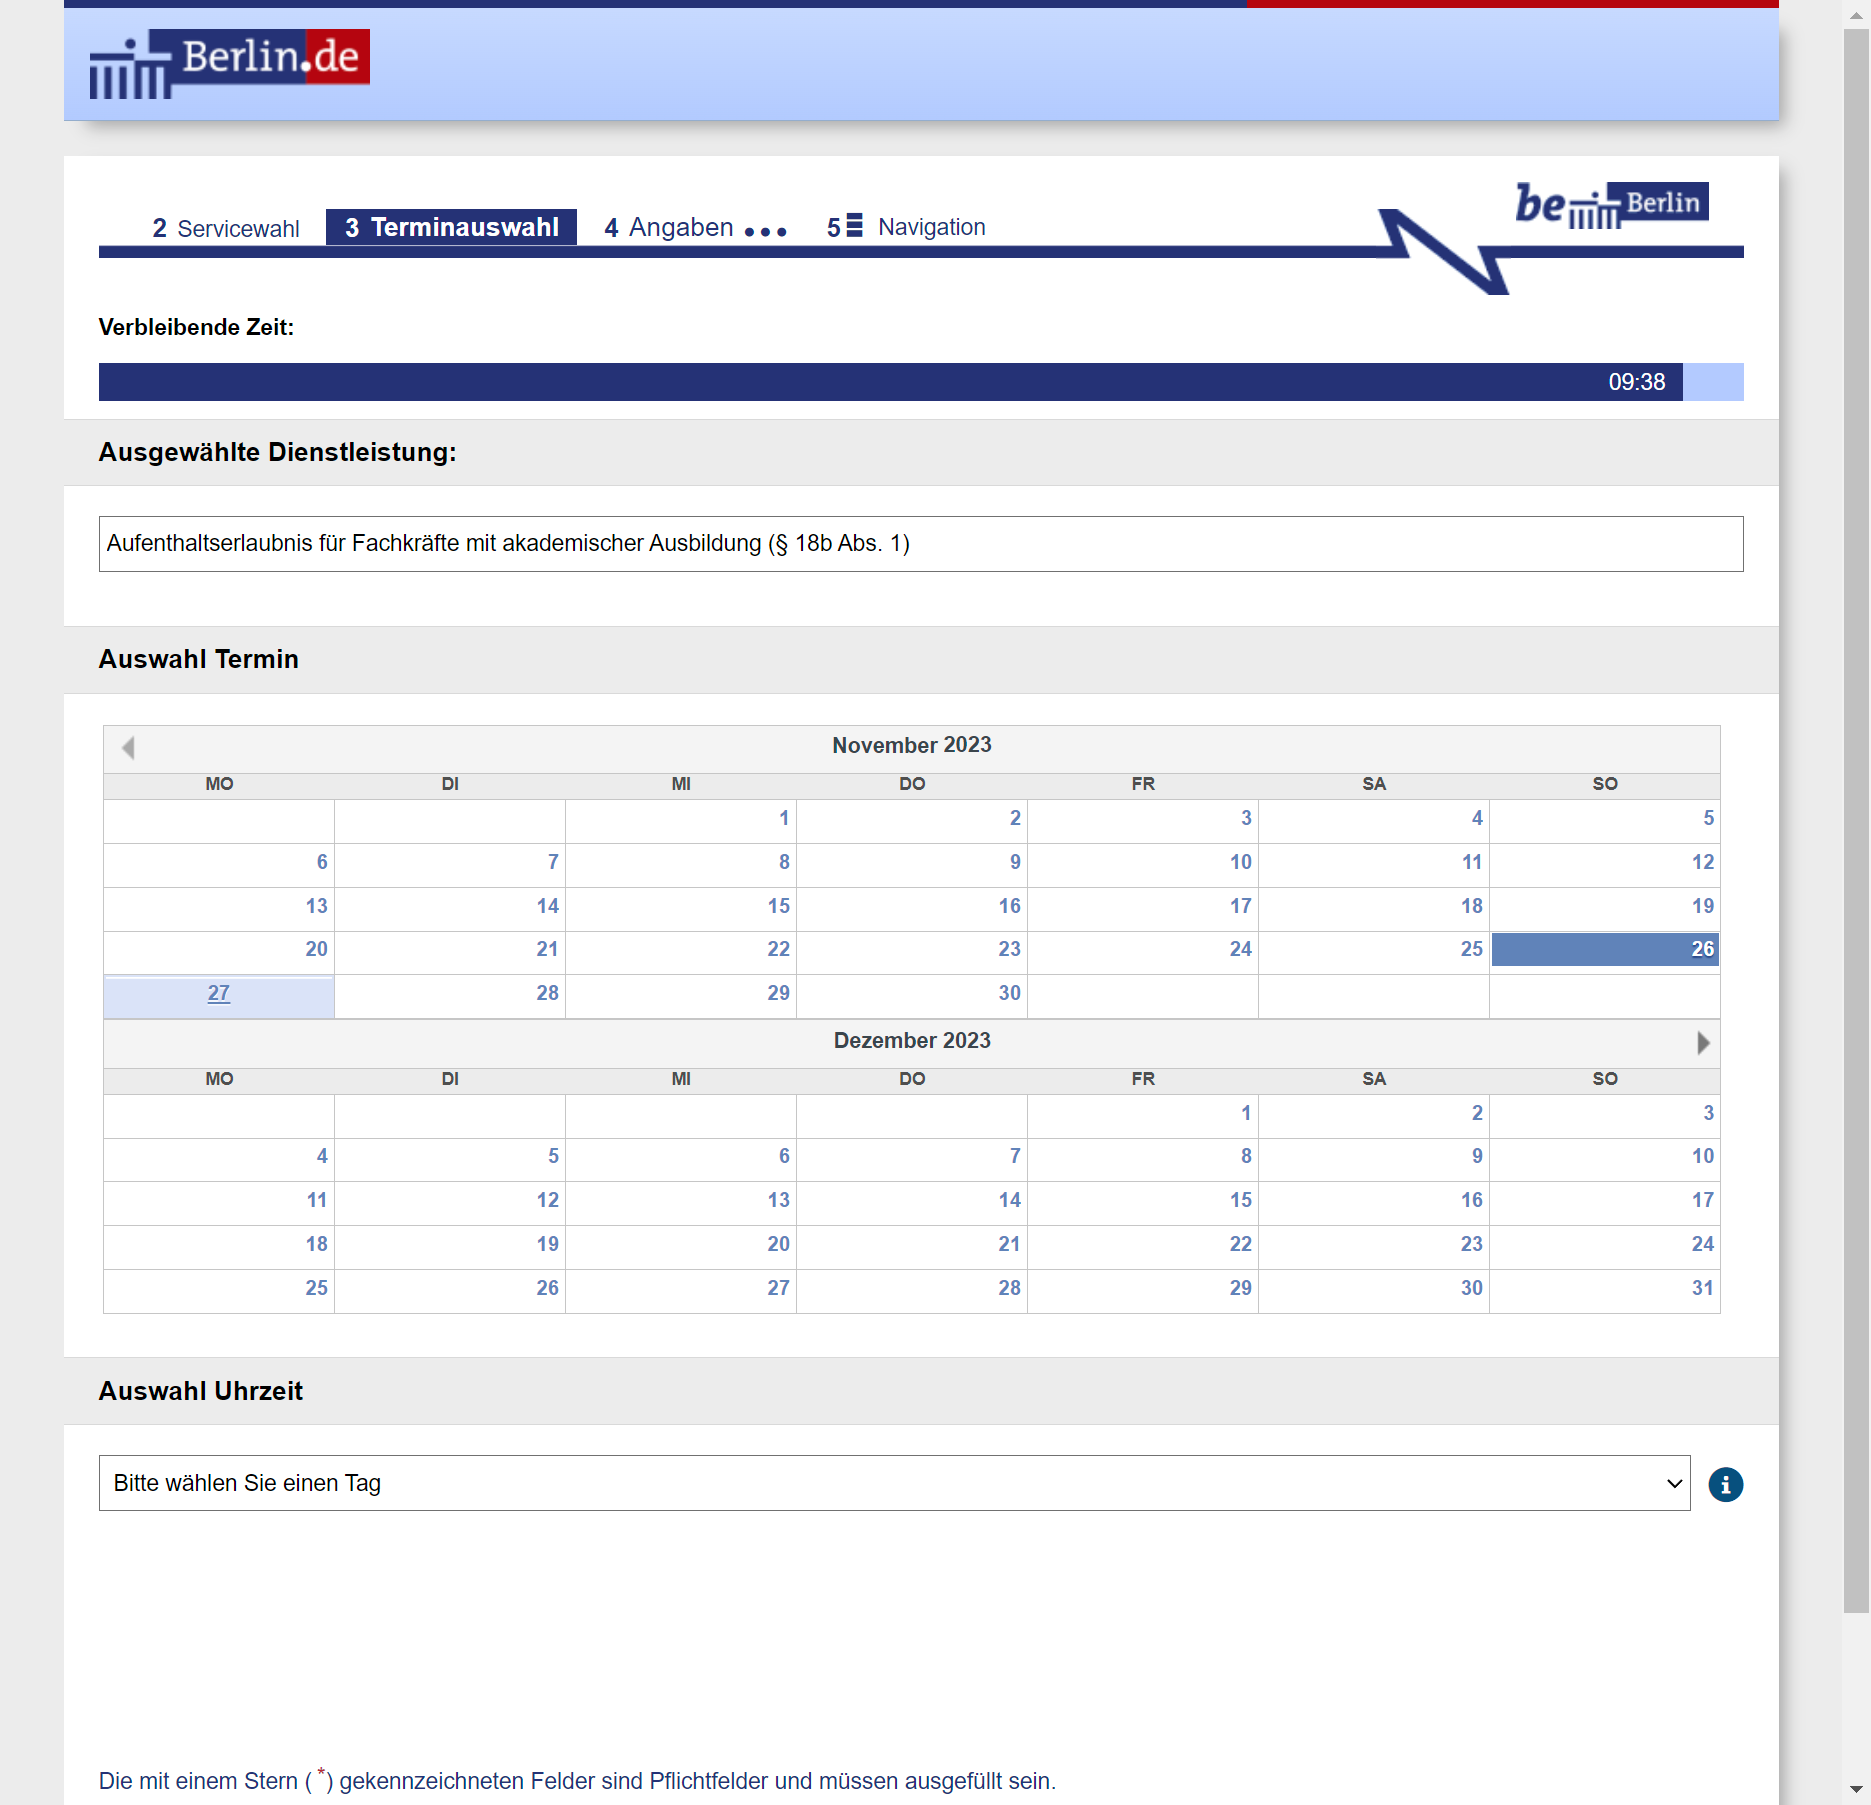 Berlin.de
be Berlin
2 Servicewahl 3 Terminauswahl 4 Angaben 5 Navigation
Verbleibende Zeit:
09:38
Ausgewählte Dienstleistung:
Aufenthaltserlaubnis für Fachkräfte mit akademischer Ausbildung (§ 18b Abs. 1)
Auswahl Termin
November 2023
MO DI MI DO FR SA SO
1 2 3 4 5
6 7 8 9 10 11 12
13 14 15 16 17 18 19
20 21 22 23 24 25 26
27 28 29 30
Dezember 2023
MO DI MI DO FR SA SO
1 2 3
4 5 6 7 8 9 10
11 12 13 14 15 16 17
18 19 20 21 22 23 24
25 26 27 28 29 30 31
Auswahl Uhrzeit
Bitte wählen Sie einen Tag
Die mit einem Stern ( *) gekennzeichneten Felder sind Pflichtfelder und müssen ausgefüllt sein.